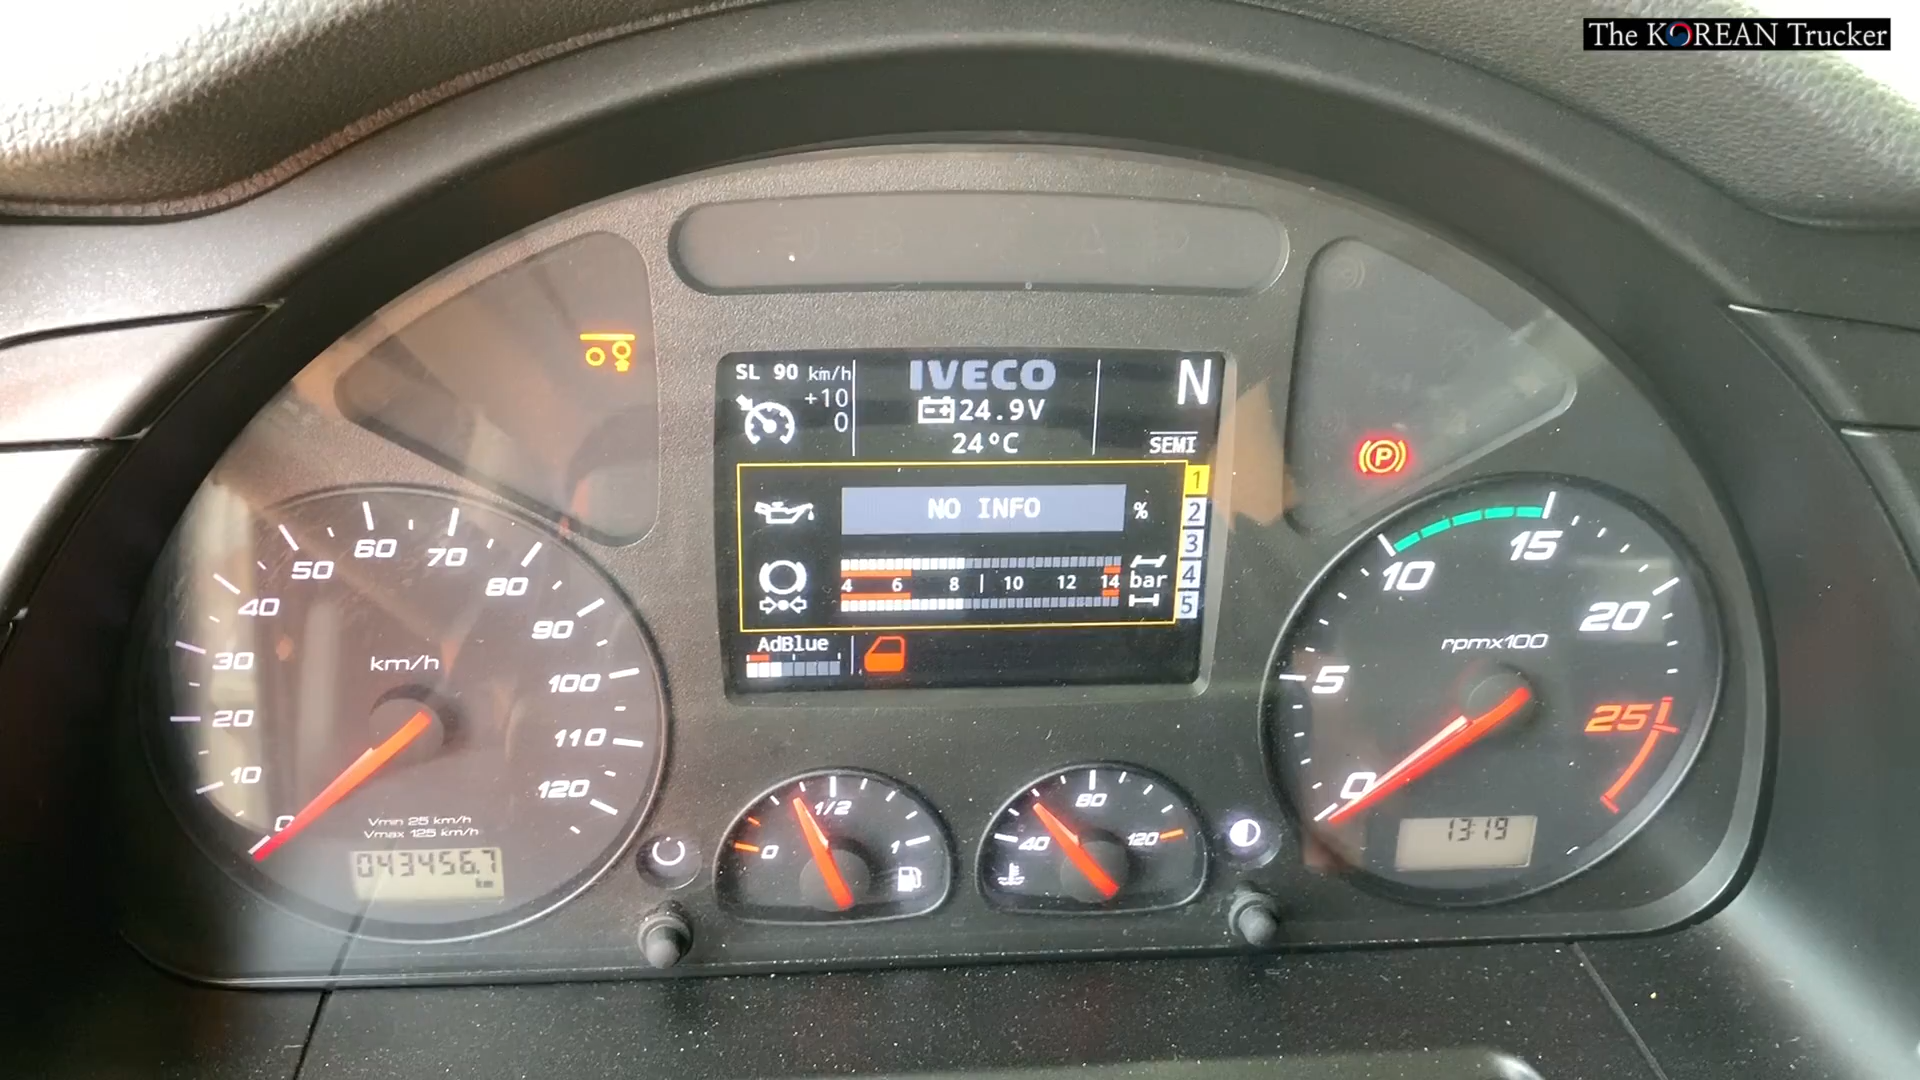 The KOREAN Trucker
SL 90 km/h
+10
0
IVECO
24.9V
24°C
N
SEMI
NO INFO
%
1
2
3
4
5
4 6 8 10 12 14 bar
AdBlue
km/h
0
10
20
30
40
50
60
70
80
90
100
110
120
Vmin 25 km/h
Vmax 125 km/h
043456.7
km
0 1/2 1
40 80 120
rpmx100
0
5
10
15
20
25
13:19
P